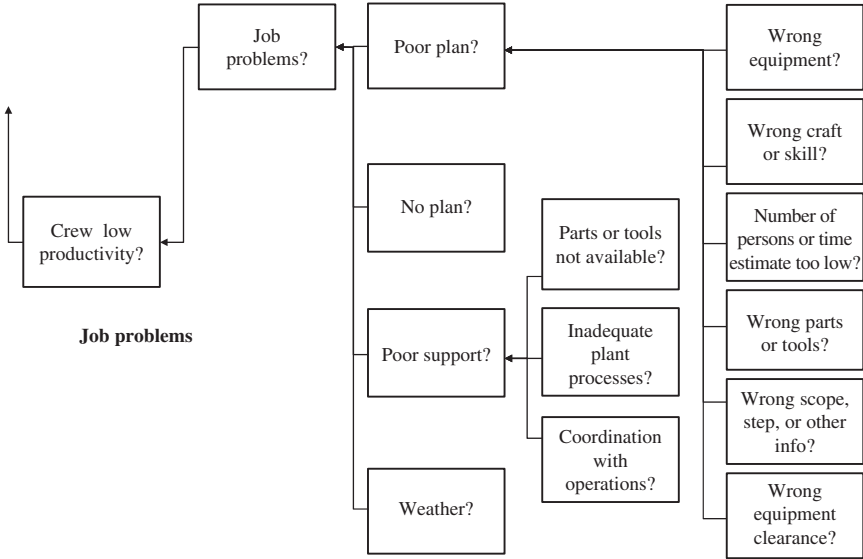 Job
problems?
Poor plan?
Wrong
equipment?
Wrong craft
or skill?
Crew low
productivity?
No plan?
Parts or tools
not available?
Number of
persons or time
estimate too low?
Job problems
Poor support?
Inadequate
plant
processes?
Wrong parts
or tools?
Coordination
with
operations?
Wrong scope,
step, or other
info?
Weather?
Wrong
equipment
clearance?